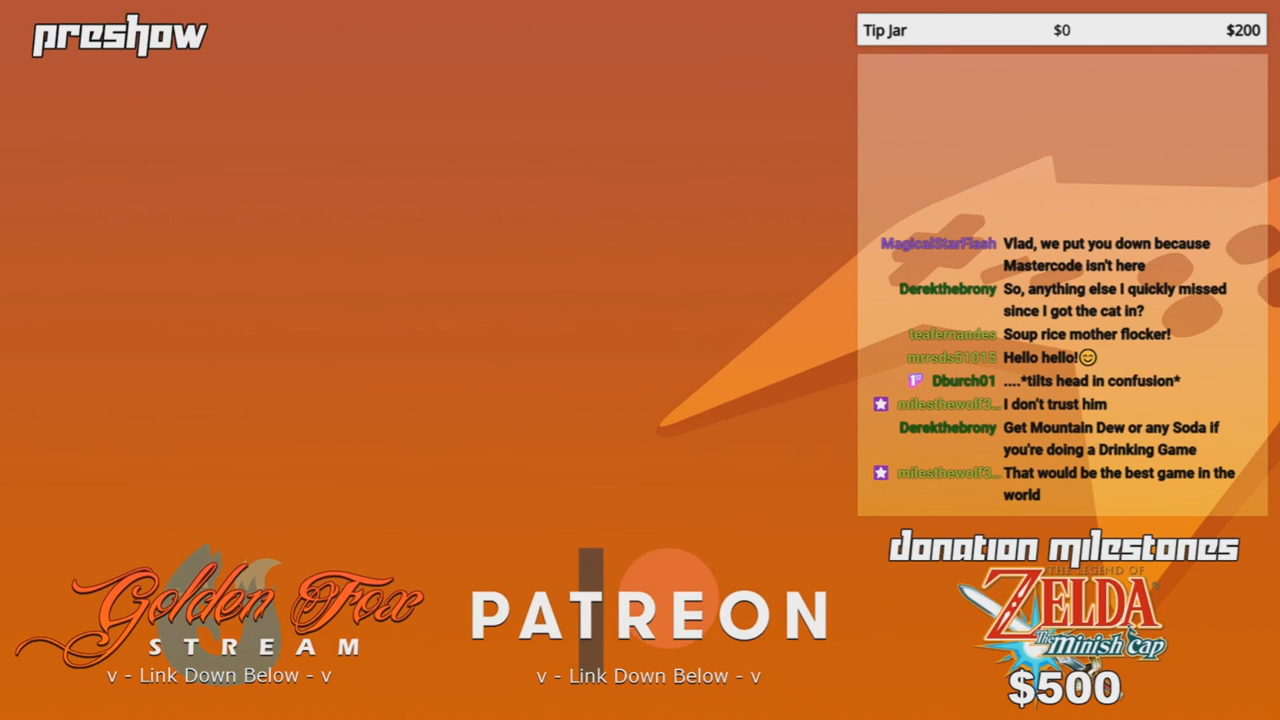 preshow
Tip Jar $0 $200
MagicalStarFlash Vlad, we put you down because
Mastercode isn't here
Derekthebrony So, anything else I quickly missed
since I got the cat in?
teafernandes Soup rice mother flocker!
mrrsds51015 Hello hello!😊
Dburch01 ....*tilts head in confusion*
milesthewolf3... I don't trust him
Derekthebrony Get Mountain Dew or any Soda if
you're doing a Drinking Game
milesthewolf3... That would be the best game in the
world
donation milestones
THE LEGEND OF
ZELDA
The Minish Cap
$500
Golden Fox
STREAM
v - Link Down Below - v
PATREON
v - Link Down Below - v